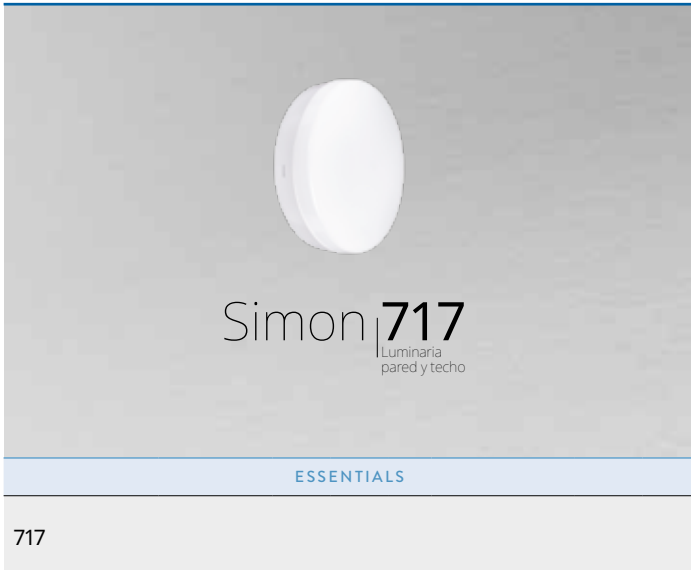 Simon 717
Luminaria
pared y techo
ESSENTIALS
717